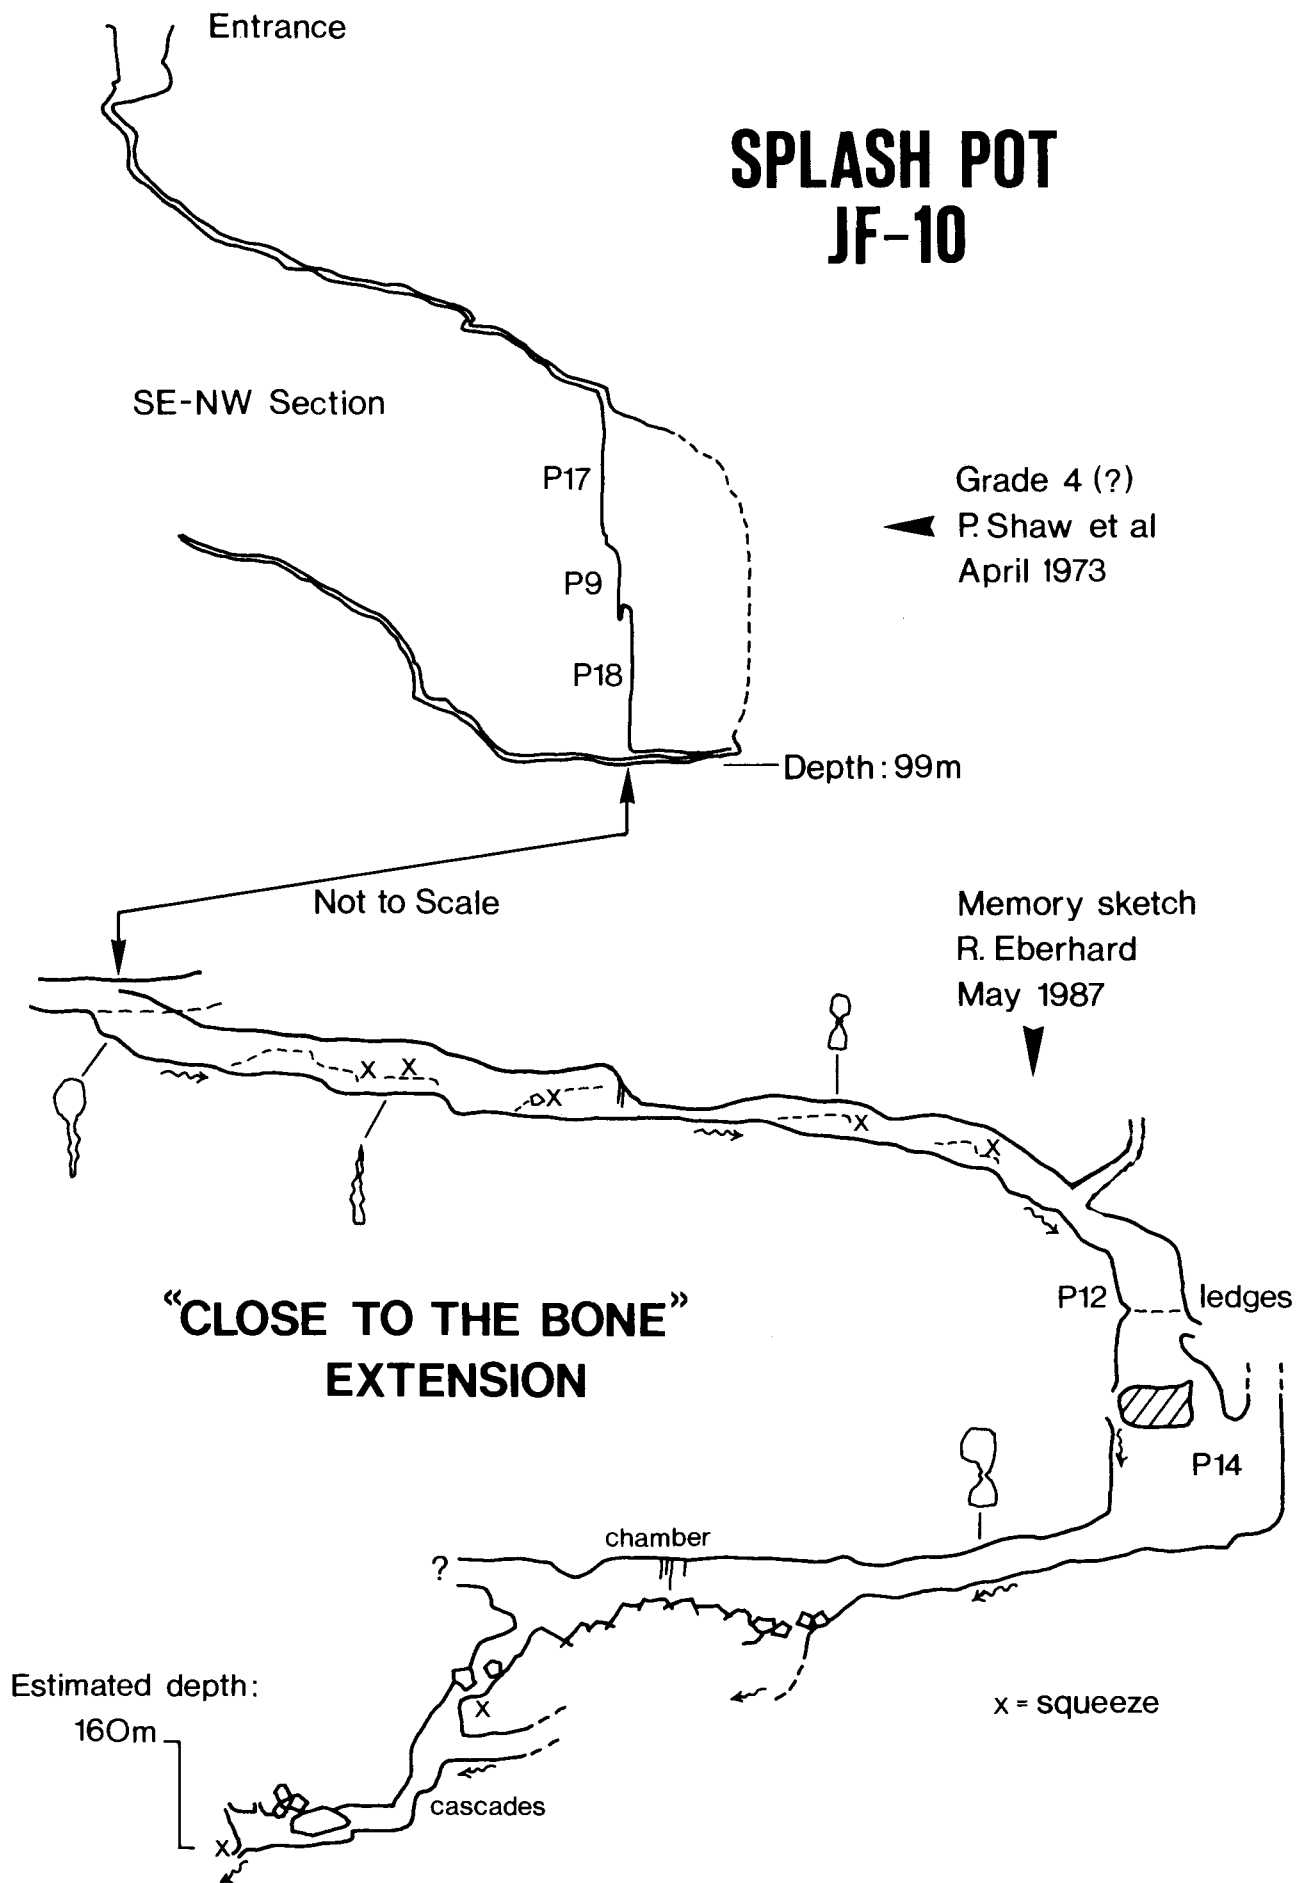 Entrance
SPLASH POT
JF-10
SE-NW Section
P17
Grade 4 (?)
P. Shaw et al
April 1973
P9
P18
Depth: 99m
Not to Scale
Memory sketch
R. Eberhard
May 1987
X X
X
X
X
"CLOSE TO THE BONE"
EXTENSION
P12
ledges
P14
chamber
?
Estimated depth:
160m
X
x = squeeze
cascades
X